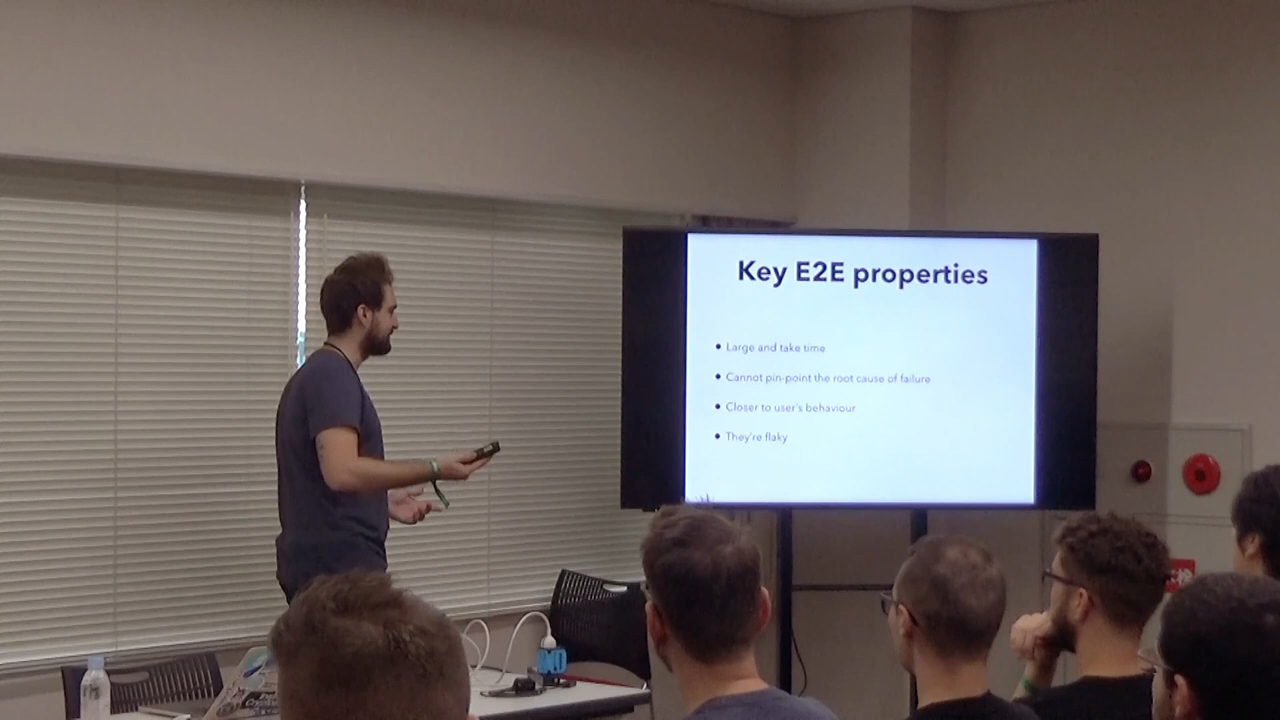 Key E2E properties
Large and take time
Cannot pin-point the root cause of failure
Closer to user's behaviour
They're flaky